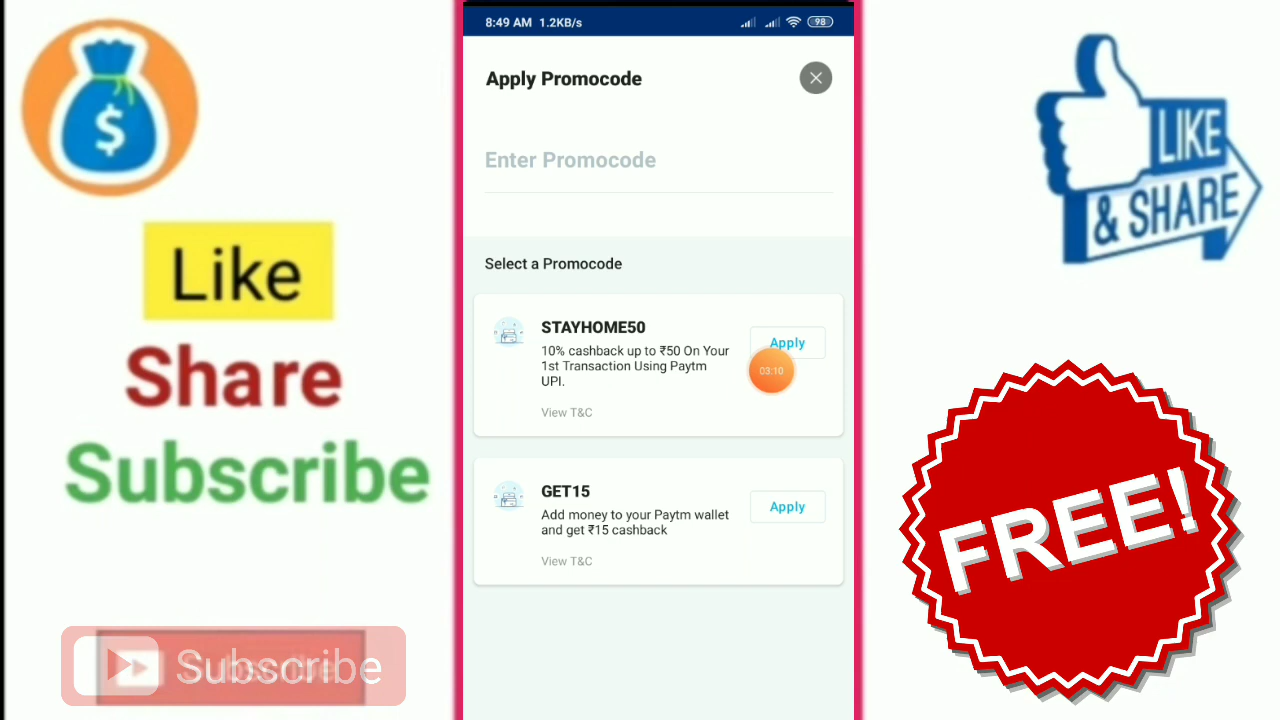 $
Like
Share
Subscribe
Subscribe
8:49 AM 1.2KB/s
98
Apply Promocode
Enter Promocode
Select a Promocode
STAYHOME50
10% cashback up to ₹50 On Your
1st Transaction Using Paytm
UPI.
View T&C
Apply
03:10
GET15
Add money to your Paytm wallet
and get ₹15 cashback
View T&C
Apply
LIKE
& SHARE
FREE!